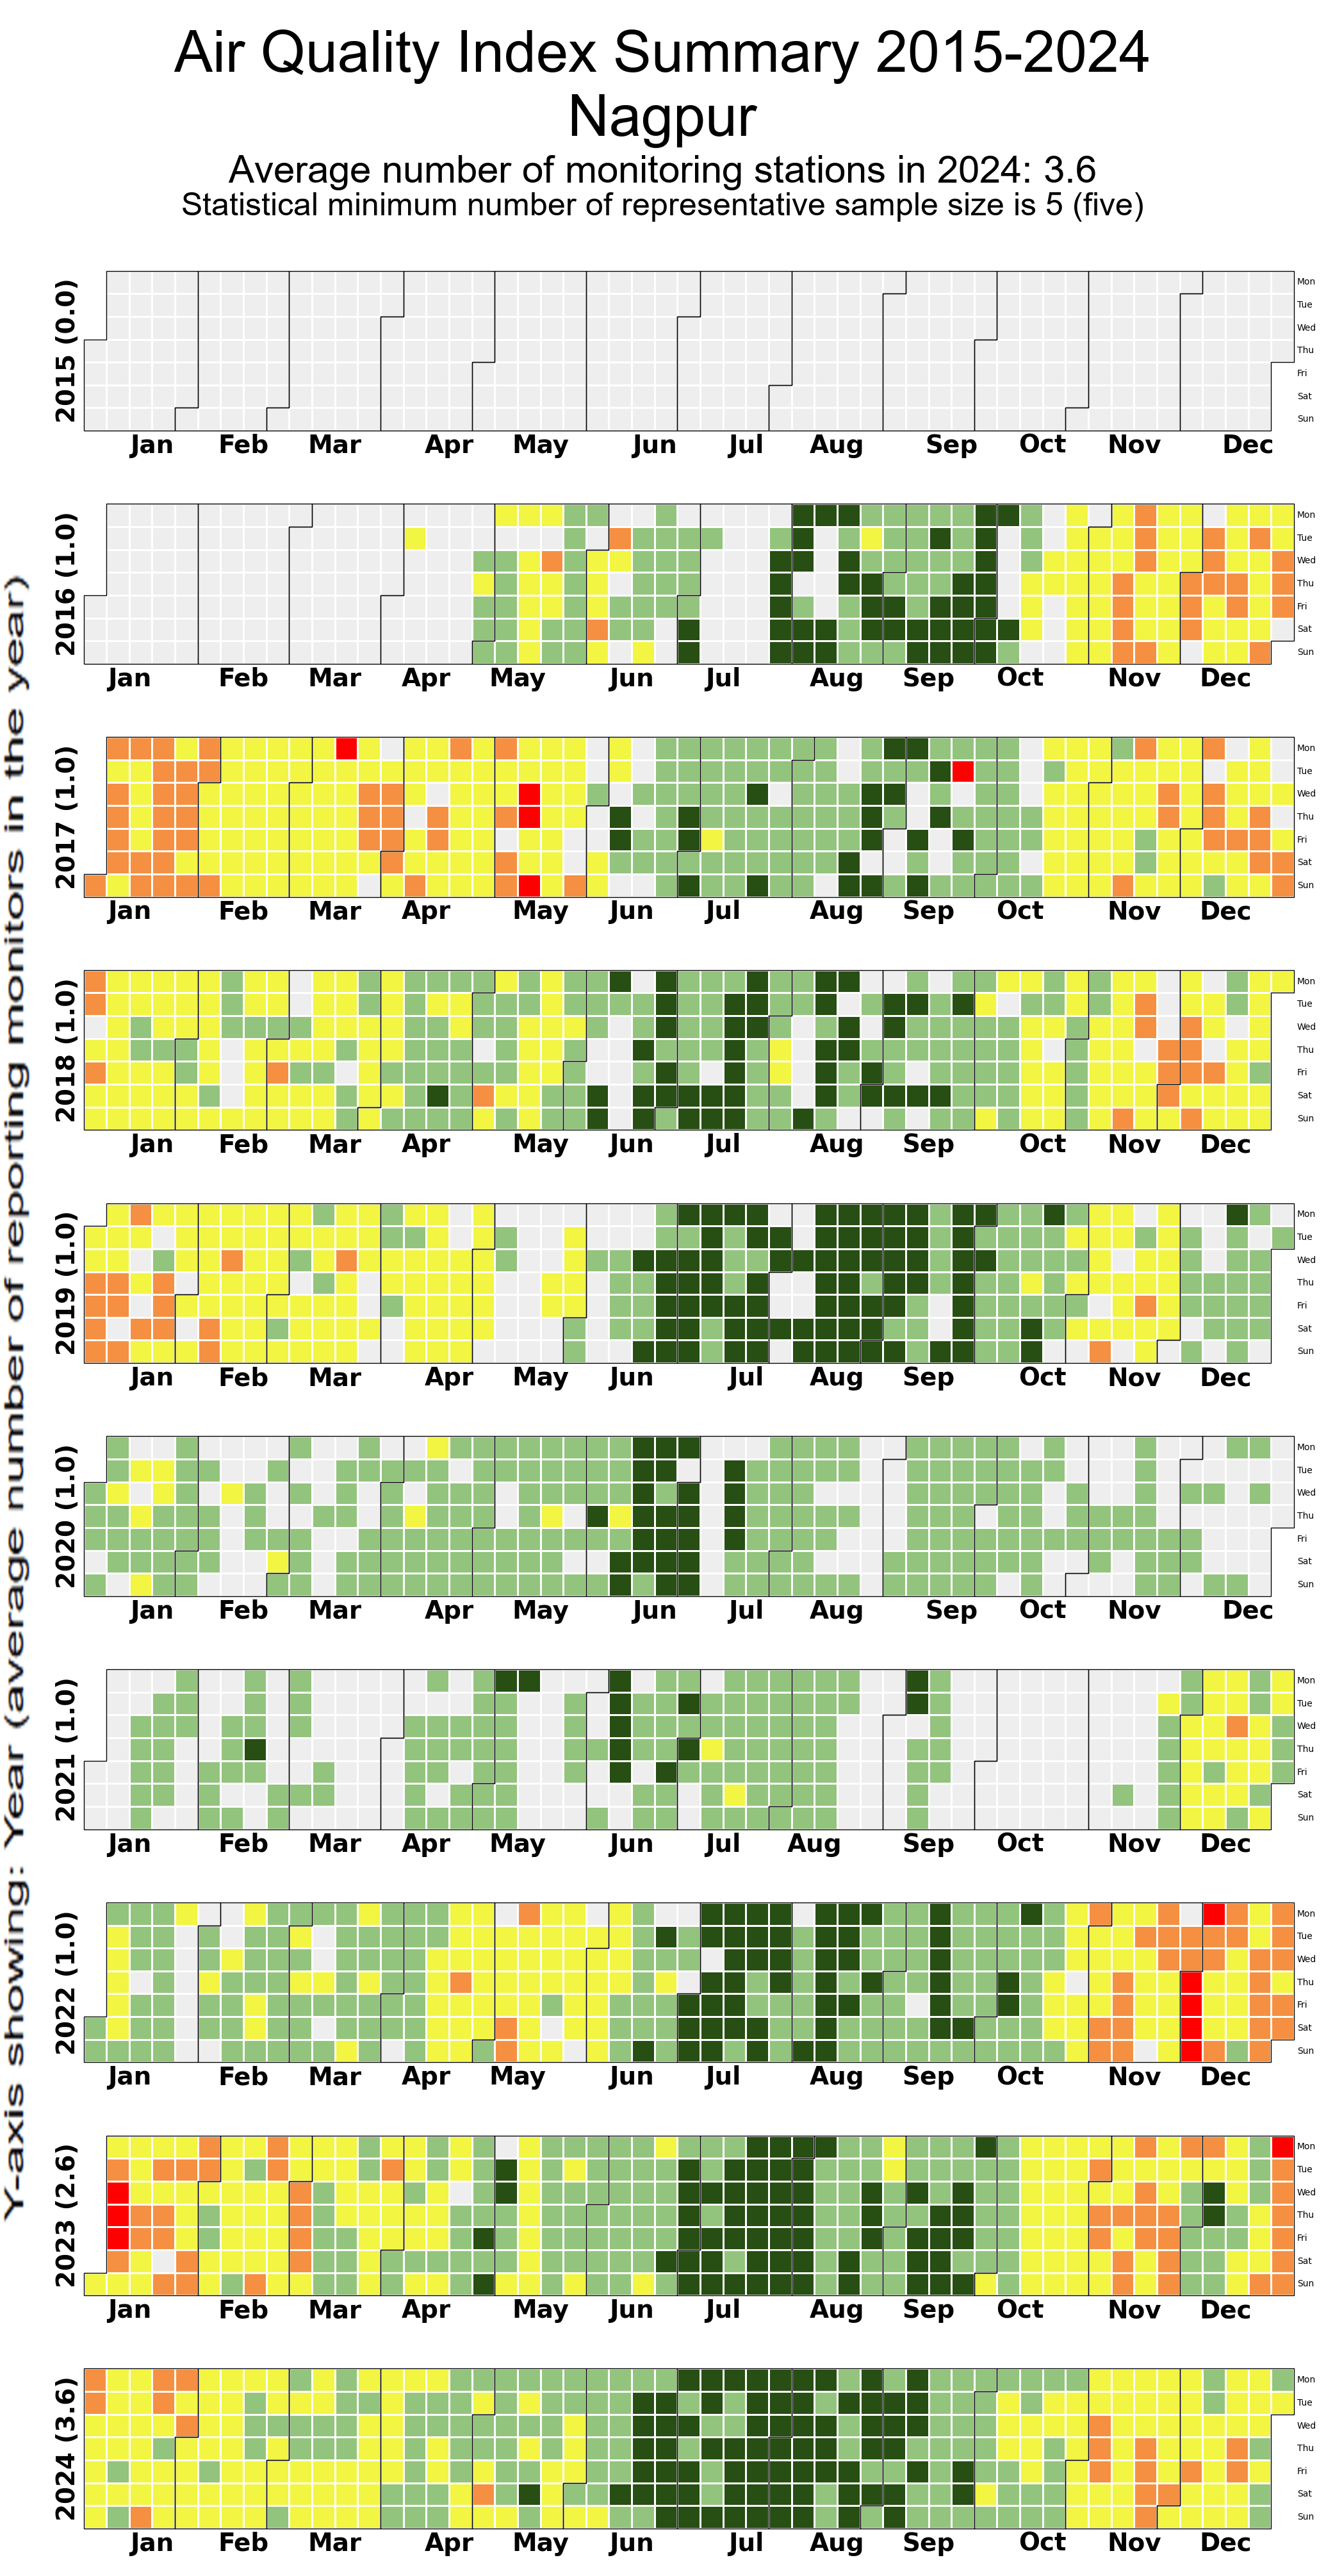 Air Quality Index Summary 2015-2024
Nagpur
Average number of monitoring stations in 2024: 3.6
Statistical minimum number of representative sample size is 5 (five)
Y-axis showing: Year (average number of reporting monitors in the year)
2015 (0.0)
Mon
Tue
Wed
Thu
Fri
Sat
Sun
Jan Feb Mar Apr May Jun Jul Aug Sep Oct Nov Dec
2016 (1.0)
Mon
Tue
Wed
Thu
Fri
Sat
Sun
Jan Feb Mar Apr May Jun Jul Aug Sep Oct Nov Dec
2017 (1.0)
Mon
Tue
Wed
Thu
Fri
Sat
Sun
Jan Feb Mar Apr May Jun Jul Aug Sep Oct Nov Dec
2018 (1.0)
Mon
Tue
Wed
Thu
Fri
Sat
Sun
Jan Feb Mar Apr May Jun Jul Aug Sep Oct Nov Dec
2019 (1.0)
Mon
Tue
Wed
Thu
Fri
Sat
Sun
Jan Feb Mar Apr May Jun Jul Aug Sep Oct Nov Dec
2020 (1.0)
Mon
Tue
Wed
Thu
Fri
Sat
Sun
Jan Feb Mar Apr May Jun Jul Aug Sep Oct Nov Dec
2021 (1.0)
Mon
Tue
Wed
Thu
Fri
Sat
Sun
Jan Feb Mar Apr May Jun Jul Aug Sep Oct Nov Dec
2022 (1.0)
Mon
Tue
Wed
Thu
Fri
Sat
Sun
Jan Feb Mar Apr May Jun Jul Aug Sep Oct Nov Dec
2023 (2.6)
Mon
Tue
Wed
Thu
Fri
Sat
Sun
Jan Feb Mar Apr May Jun Jul Aug Sep Oct Nov Dec
2024 (3.6)
Mon
Tue
Wed
Thu
Fri
Sat
Sun
Jan Feb Mar Apr May Jun Jul Aug Sep Oct Nov Dec